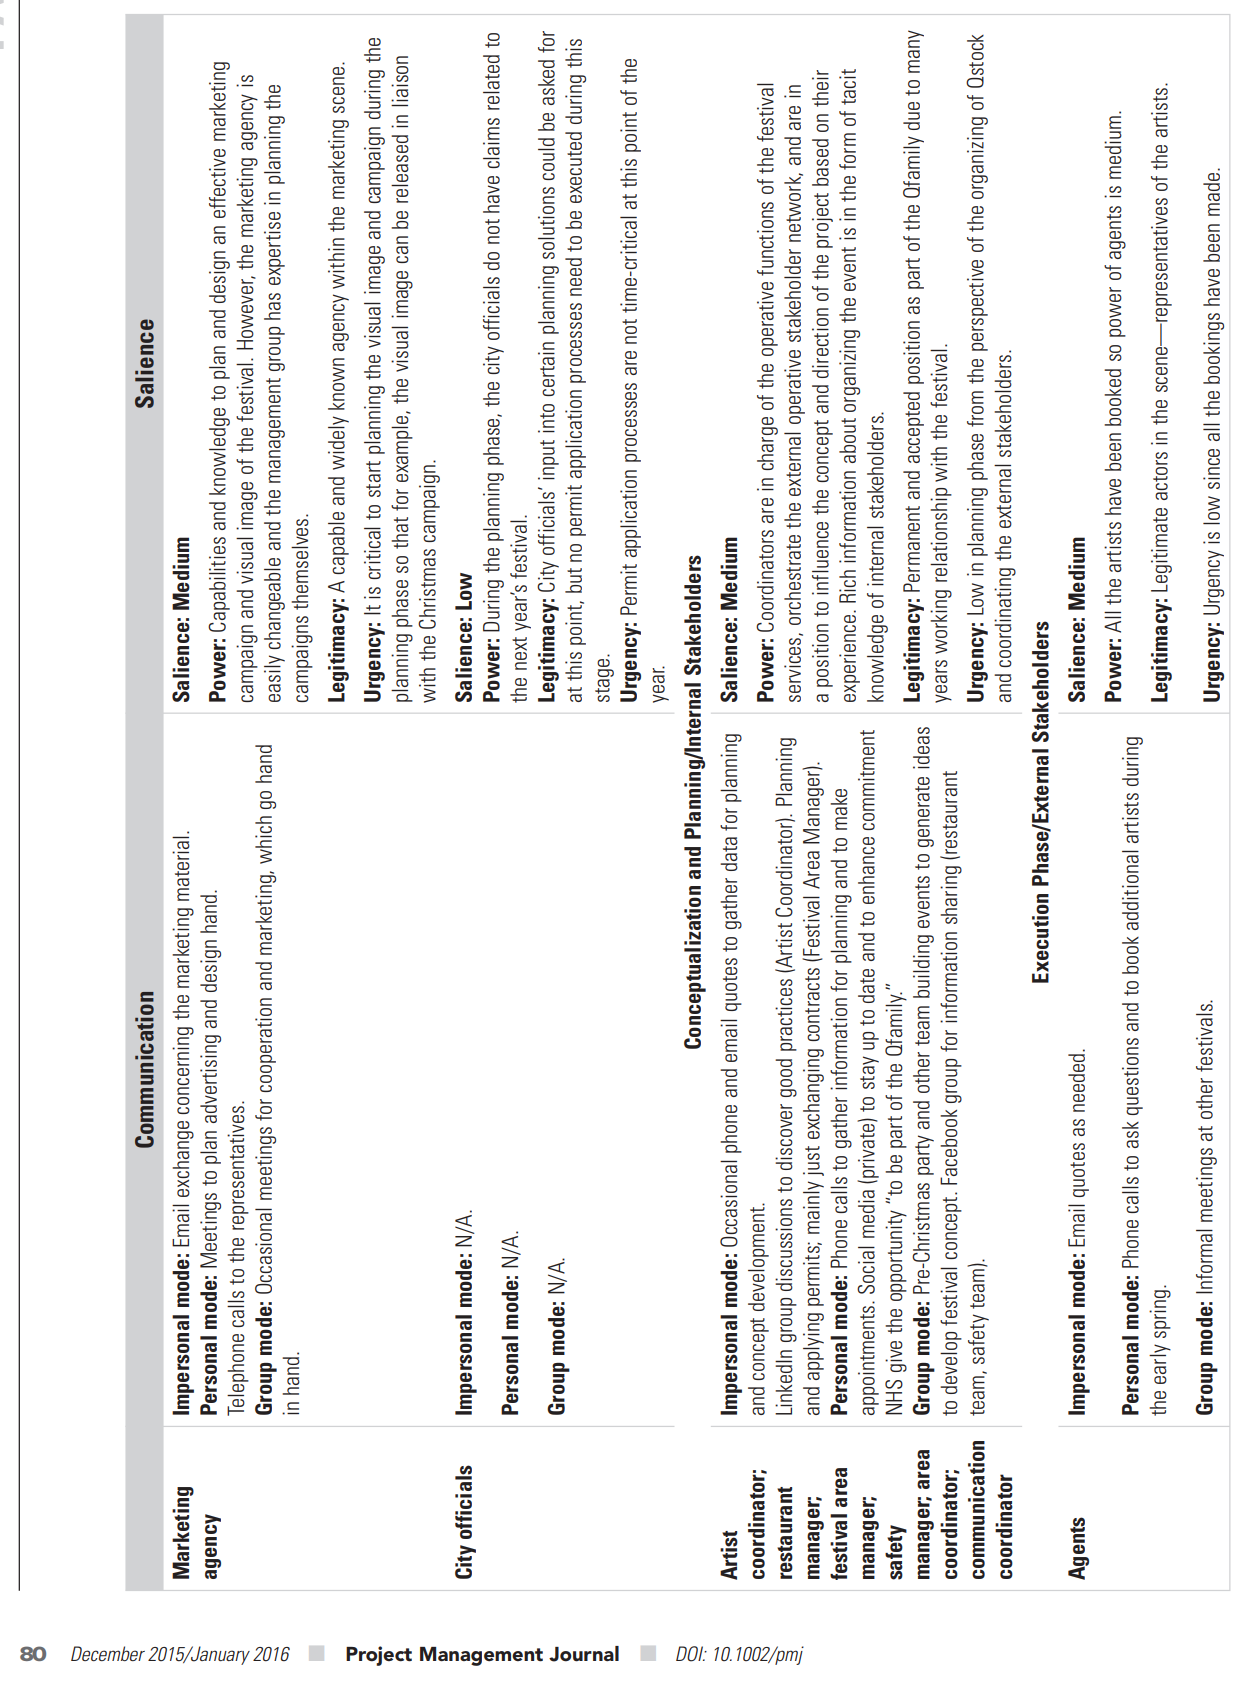 Communication
Salience
Marketing
agency
Impersonal mode: Email exchange concerning the marketing material.
Personal mode: Meetings to plan advertising and design hand.
Telephone calls to the representatives.
Group mode: Occasional meetings for cooperation and marketing, which go hand
in hand.
Salience: Medium
Power: Capabilities and knowledge to plan and design an effective marketing
campaign and visual image of the festival. However, the marketing agency is
easily changeable and the management group has expertise in planning the
campaigns themselves.
Legitimacy: A capable and widely known agency within the marketing scene.
Urgency: It is critical to start planning the visual image and campaign during the
planning phase so that for example, the visual image can be released in liaison
with the Christmas campaign.
City officials
Impersonal mode: N/A.
Personal mode: N/A.
Group mode: N/A.
Salience: Low
Power: During the planning phase, the city officials do not have claims related to
the next year's festival.
Legitimacy: City officials' input into certain planning solutions could be asked for
at this point, but no permit application processes need to be executed during this
stage.
Urgency: Permit application processes are not time-critical at this point of the
year.
Conceptualization and Planning/Internal Stakeholders
Artist
coordinator;
restaurant
manager;
festival area
manager;
safety
manager; area
coordinator;
communication
coordinator
Impersonal mode: Occasional phone and email quotes to gather data for planning
and concept development.
LinkedIn group discussions to discover good practices (Artist Coordinator). Planning
and applying permits; mainly just exchanging contracts (Festival Area Manager).
Personal mode: Phone calls to gather information for planning and to make
appointments. Social media (private) to stay up to date and to enhance commitment
NHS give the opportunity "to be part of the Qfamily."
Group mode: Pre-Christmas party and other team building events to generate ideas
to develop festival concept. Facebook group for information sharing (restaurant
team, safety team).
Salience: Medium
Power: Coordinators are in charge of the operative functions of the festival
services, orchestrate the external operative stakeholder network, and are in
a position to influence the concept and direction of the project based on their
experience. Rich information about organizing the event is in the form of tacit
knowledge of internal stakeholders.
Legitimacy: Permanent and accepted position as part of the Qfamily due to many
years working relationship with the festival.
Urgency: Low in planning phase from the perspective of the organizing of Qstock
and coordinating the external stakeholders.
Execution Phase/External Stakeholders
Agents
Impersonal mode: Email quotes as needed.
Personal mode: Phone calls to ask questions and to book additional artists during
the early spring.
Group mode: Informal meetings at other festivals.
Salience: Medium
Power: All the artists have been booked so power of agents is medium.
Legitimacy: Legitimate actors in the scene—representatives of the artists.
Urgency: Urgency is low since all the bookings have been made.
80 December 2015/January 2016 Project Management Journal DOI: 10.1002/pmj